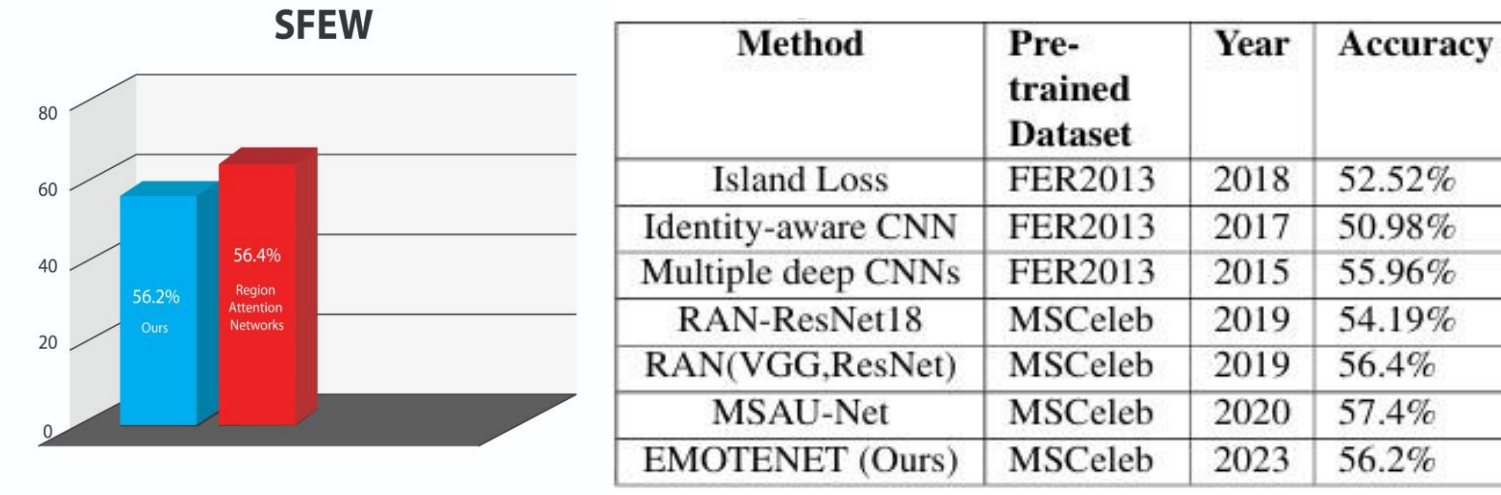 SFEW
80
60
40
20
0
56.2%
Ours
56.4%
Region
Attention
Networks
Method Pre-trained Dataset Year Accuracy
Island Loss FER2013 2018 52.52%
Identity-aware CNN FER2013 2017 50.98%
Multiple deep CNNs FER2013 2015 55.96%
RAN-ResNet18 MSCeleb 2019 54.19%
RAN(VGG,ResNet) MSCeleb 2019 56.4%
MSAU-Net MSCeleb 2020 57.4%
EMOTENET (Ours) MSCeleb 2023 56.2%